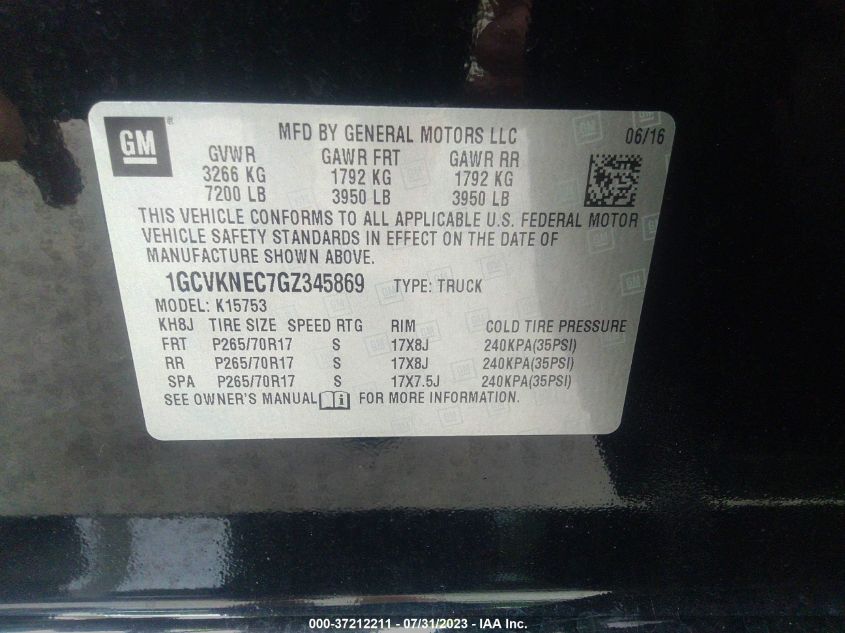 GM ®
MFD BY GENERAL MOTORS LLC 06/16
GVWR GAWR FRT GAWR RR
3266 KG 1792 KG 1792 KG
7200 LB 3950 LB 3950 LB
THIS VEHICLE CONFORMS TO ALL APPLICABLE U.S. FEDERAL MOTOR
VEHICLE SAFETY STANDARDS IN EFFECT ON THE DATE OF
MANUFACTURE SHOWN ABOVE.
1GCVKNEC7GZ345869 TYPE: TRUCK
MODEL: K15753
KH8J TIRE SIZE SPEED RTG RIM COLD TIRE PRESSURE
FRT P265/70R17 S 17X8J 240KPA(35PSI)
RR P265/70R17 S 17X8J 240KPA(35PSI)
SPA P265/70R17 S 17X7.5J 240KPA(35PSI)
SEE OWNER'S MANUAL i FOR MORE INFORMATION.
000-37212211 - 07/31/2023 - © IAA Inc.